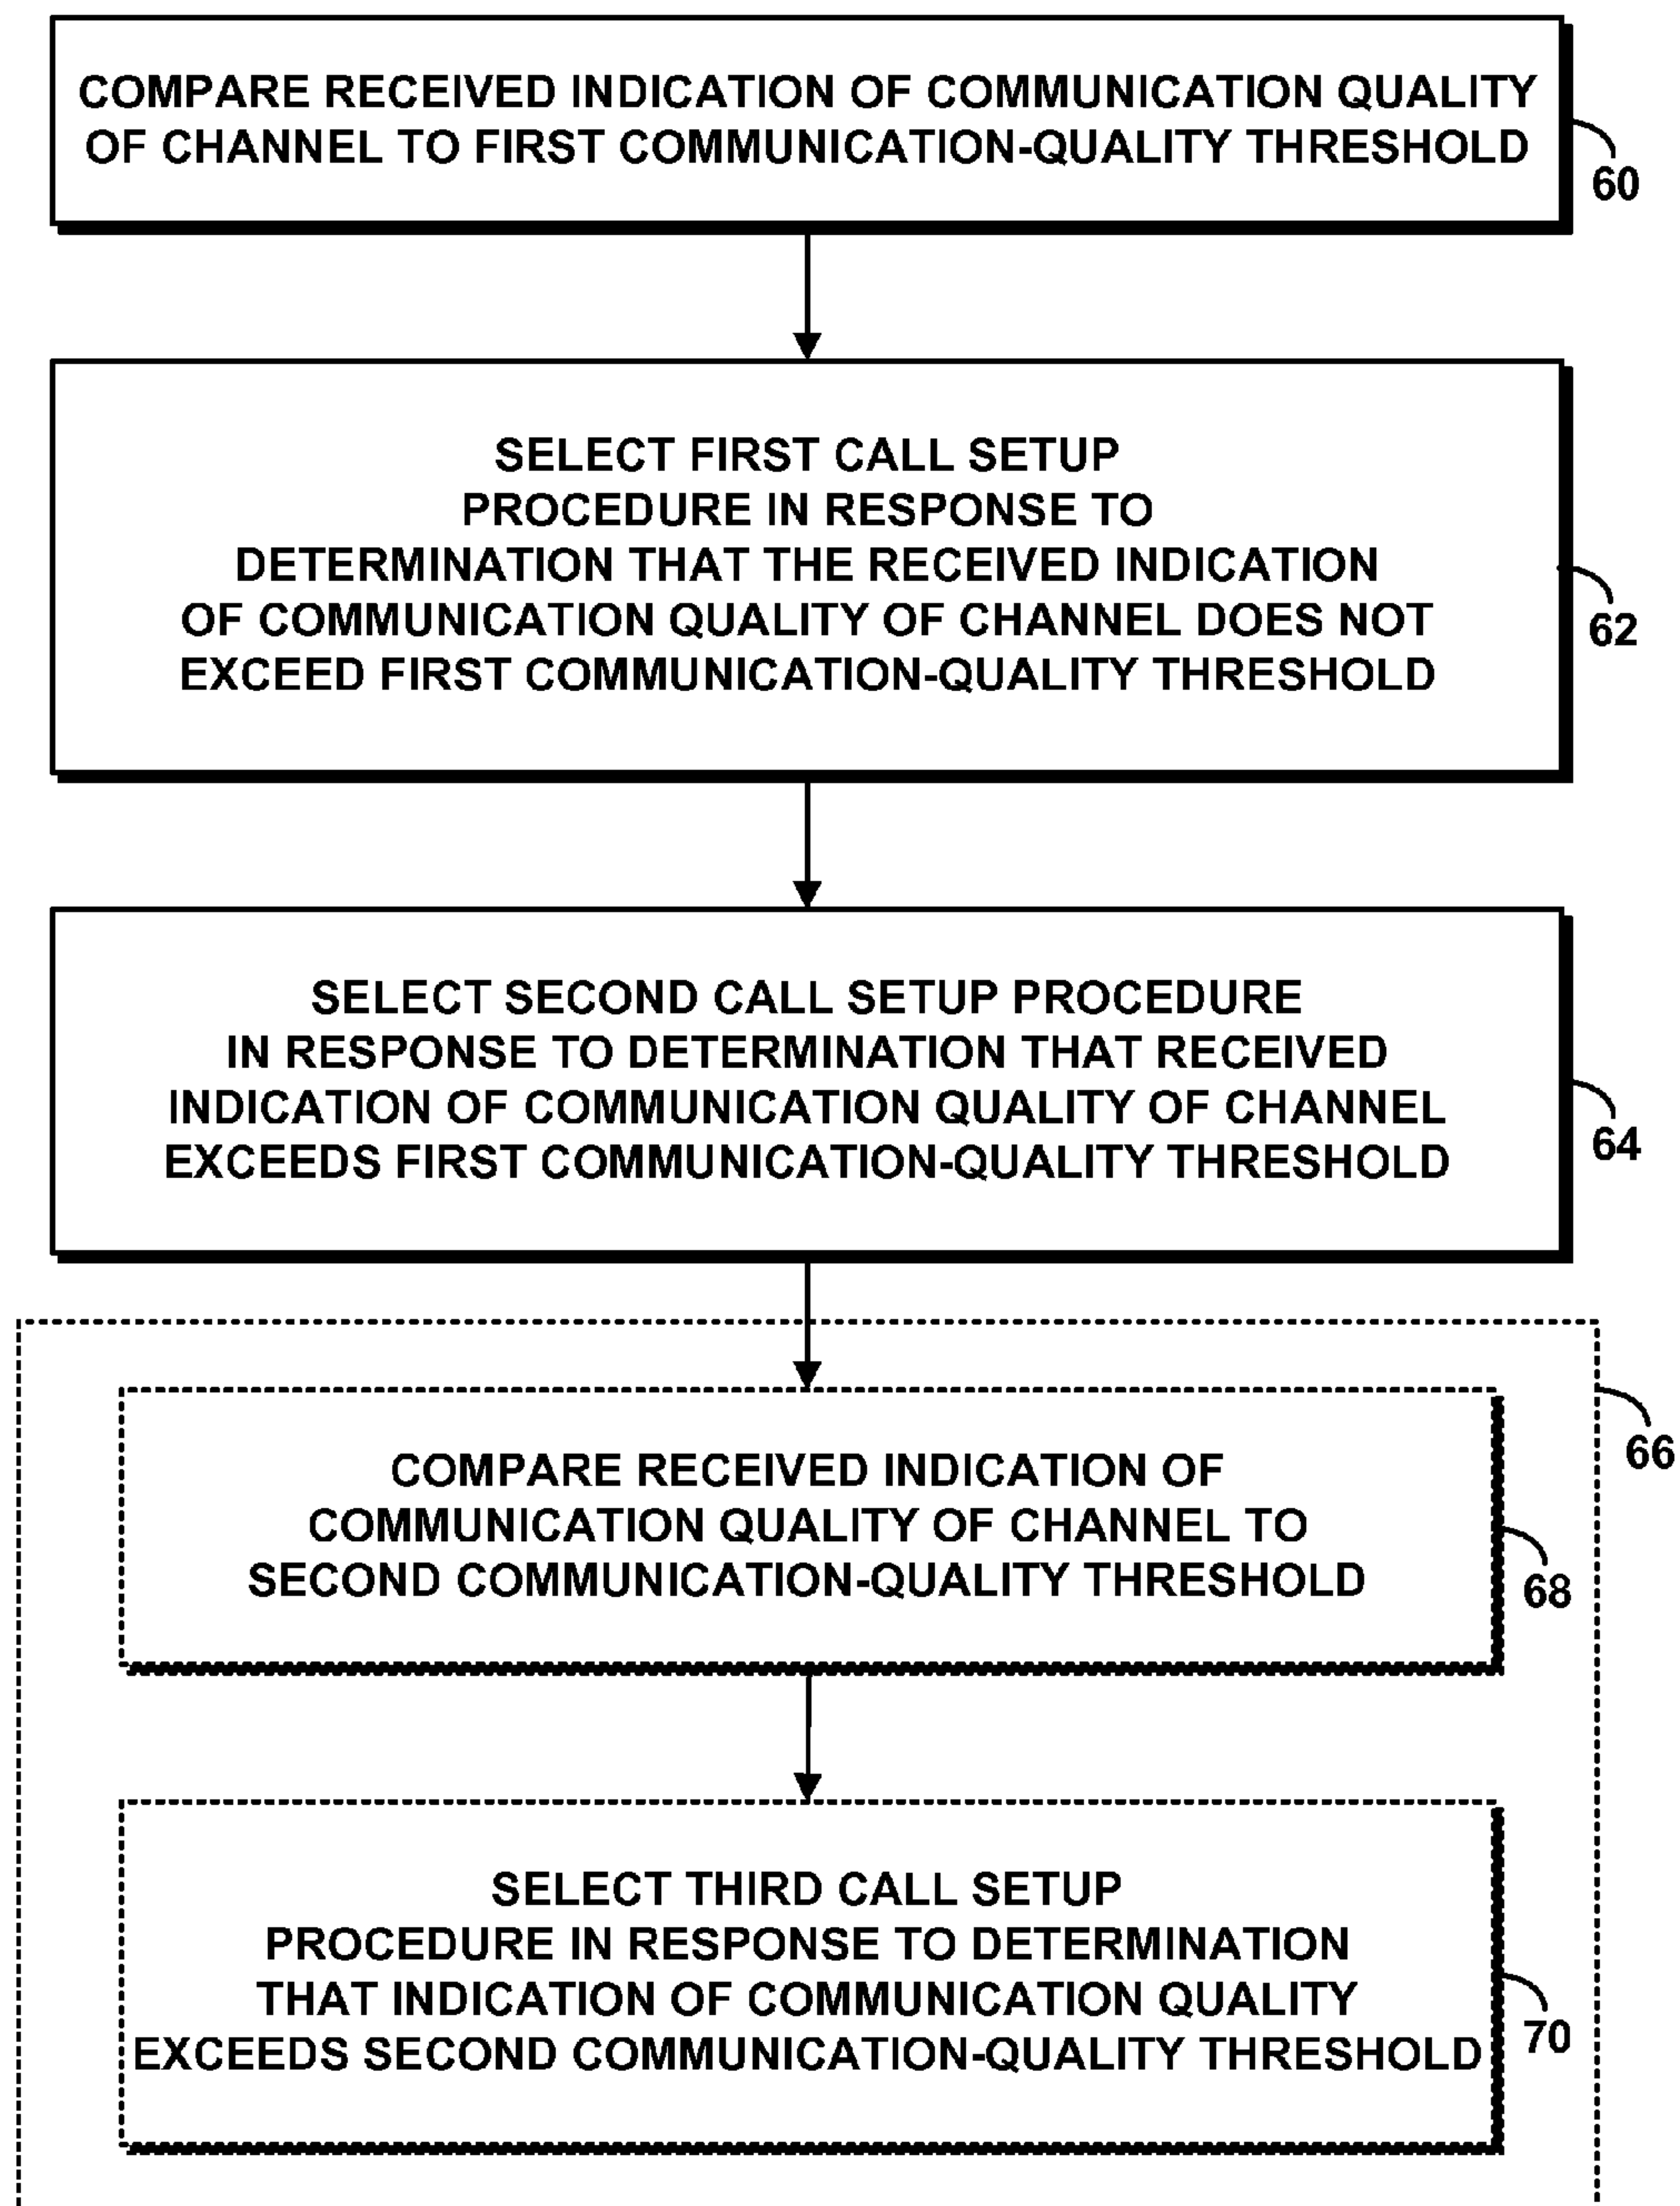 COMPARE RECEIVED INDICATION OF COMMUNICATION QUALITY
OF CHANNEL TO FIRST COMMUNICATION-QUALITY THRESHOLD
60
SELECT FIRST CALL SETUP
PROCEDURE IN RESPONSE TO
DETERMINATION THAT THE RECEIVED INDICATION
OF COMMUNICATION QUALITY OF CHANNEL DOES NOT
EXCEED FIRST COMMUNICATION-QUALITY THRESHOLD
62
SELECT SECOND CALL SETUP PROCEDURE
IN RESPONSE TO DETERMINATION THAT RECEIVED
INDICATION OF COMMUNICATION QUALITY OF CHANNEL
EXCEEDS FIRST COMMUNICATION-QUALITY THRESHOLD
64
66
COMPARE RECEIVED INDICATION OF
COMMUNICATION QUALITY OF CHANNEL TO
SECOND COMMUNICATION-QUALITY THRESHOLD
68
SELECT THIRD CALL SETUP
PROCEDURE IN RESPONSE TO DETERMINATION
THAT INDICATION OF COMMUNICATION QUALITY
EXCEEDS SECOND COMMUNICATION-QUALITY THRESHOLD
70